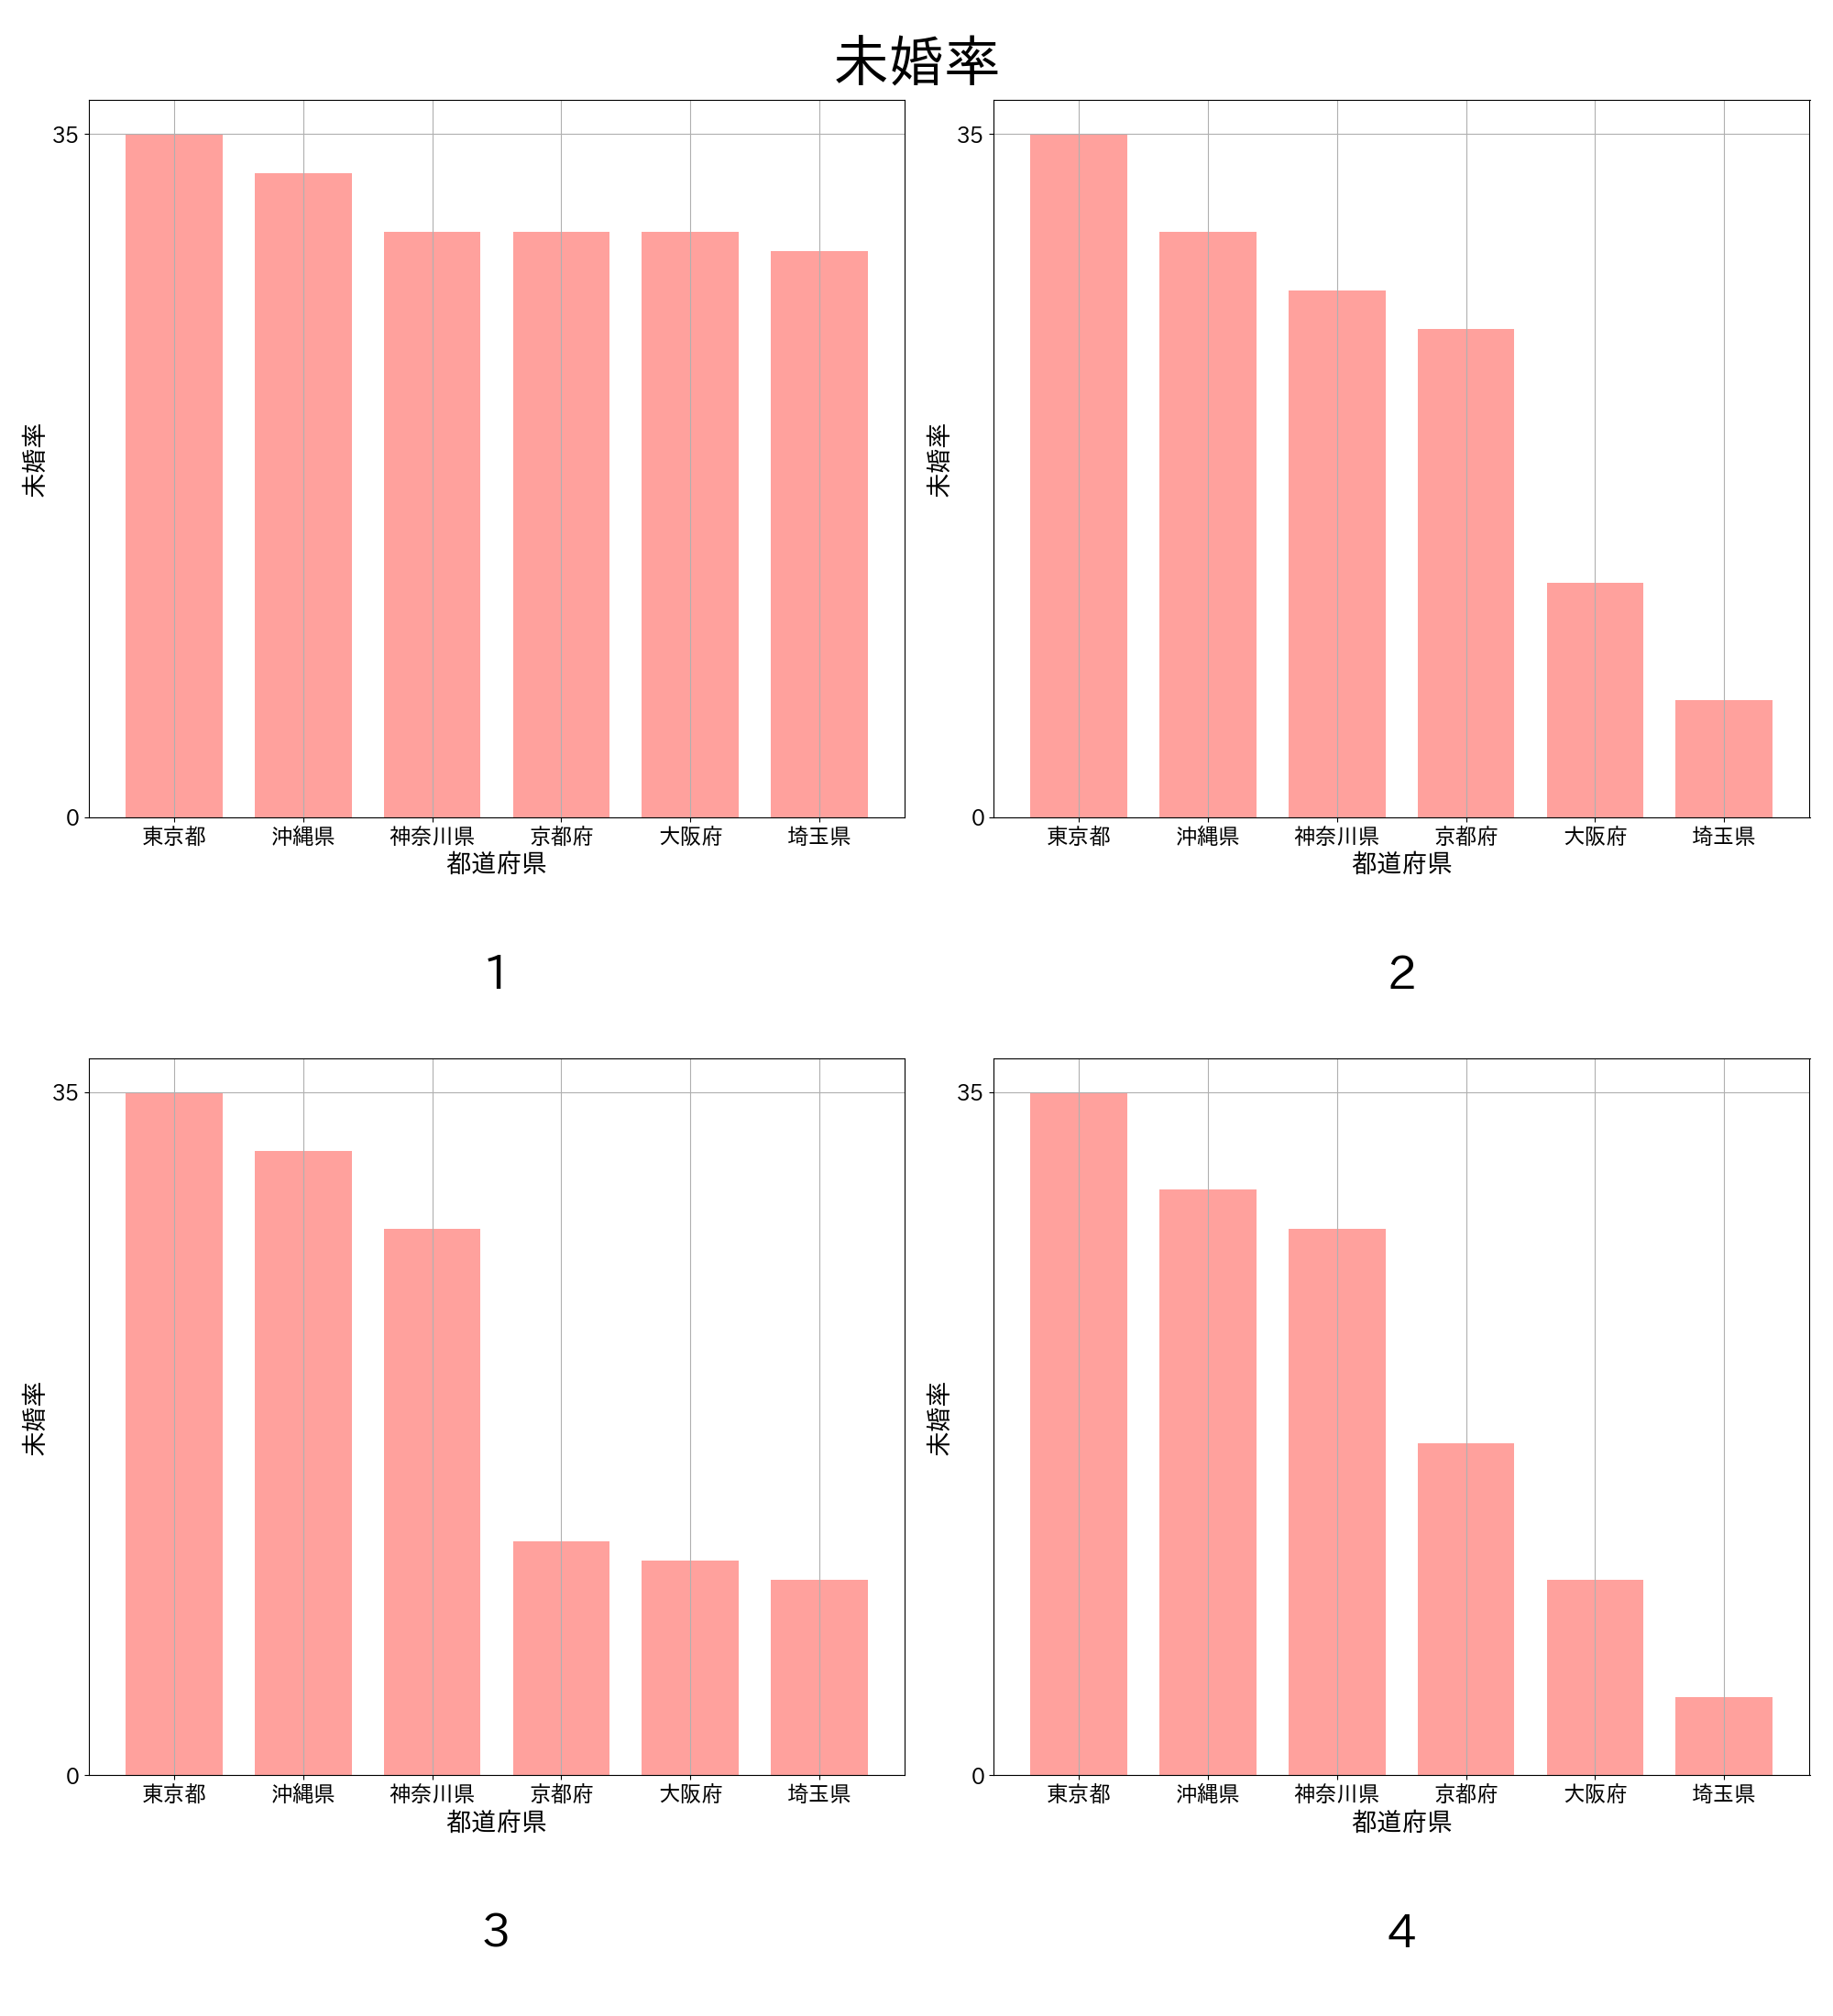 未婚率
35
0
未婚率
東京都 沖縄県 神奈川県 京都府 大阪府 埼玉県
都道府県
1
35
0
未婚率
東京都 沖縄県 神奈川県 京都府 大阪府 埼玉県
都道府県
2
35
0
未婚率
東京都 沖縄県 神奈川県 京都府 大阪府 埼玉県
都道府県
3
35
0
未婚率
東京都 沖縄県 神奈川県 京都府 大阪府 埼玉県
都道府県
4